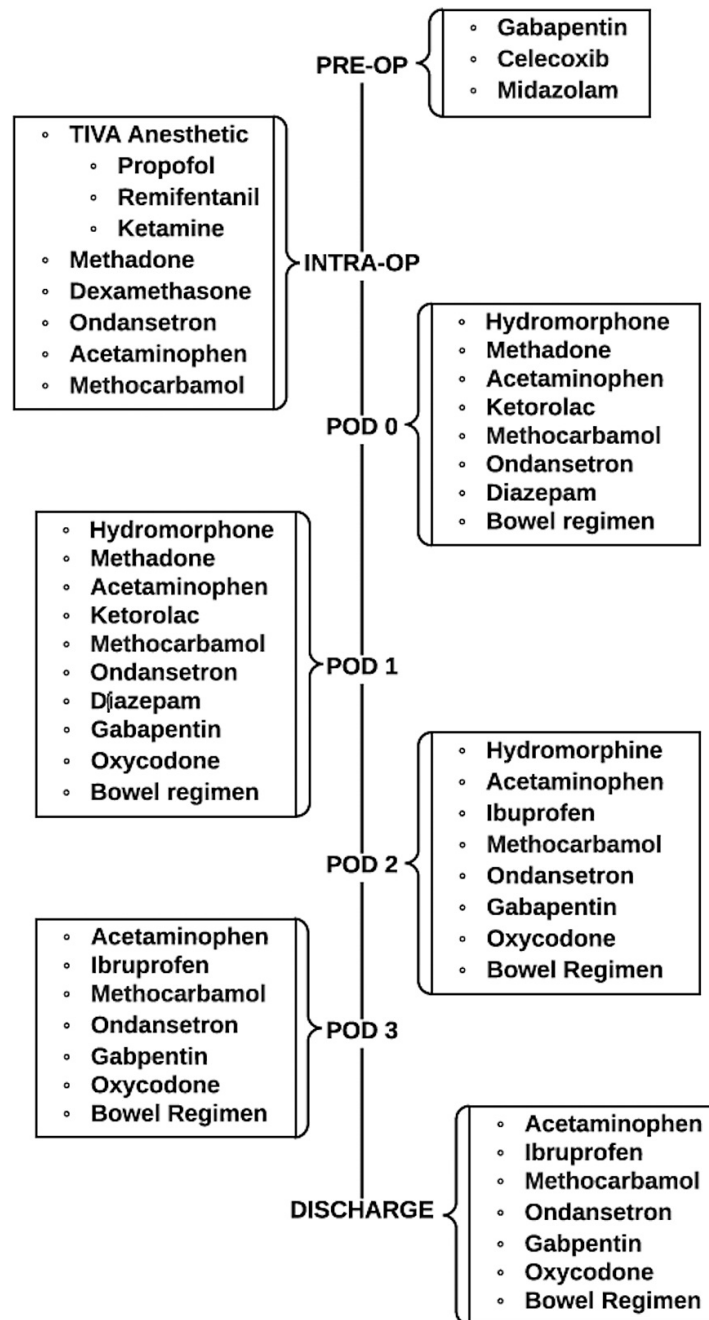 PRE-OP
Gabapentin
Celecoxib
Midazolam
INTRA-OP
TIVA Anesthetic
Propofol
Remifentanil
Ketamine
Methadone
Dexamethasone
Ondansetron
Acetaminophen
Methocarbamol
POD 0
Hydromorphone
Methadone
Acetaminophen
Ketorolac
Methocarbamol
Ondansetron
Diazepam
Bowel regimen
POD 1
Hydromorphone
Methadone
Acetaminophen
Ketorolac
Methocarbamol
Ondansetron
Diazepam
Gabapentin
Oxycodone
Bowel regimen
POD 2
Hydromorphine
Acetaminophen
Ibuprofen
Methocarbamol
Ondansetron
Gabapentin
Oxycodone
Bowel Regimen
POD 3
Acetaminophen
Ibruprofen
Methocarbamol
Ondansetron
Gabpentin
Oxycodone
Bowel Regimen
DISCHARGE
Acetaminophen
Ibruprofen
Methocarbamol
Ondansetron
Gabpentin
Oxycodone
Bowel Regimen